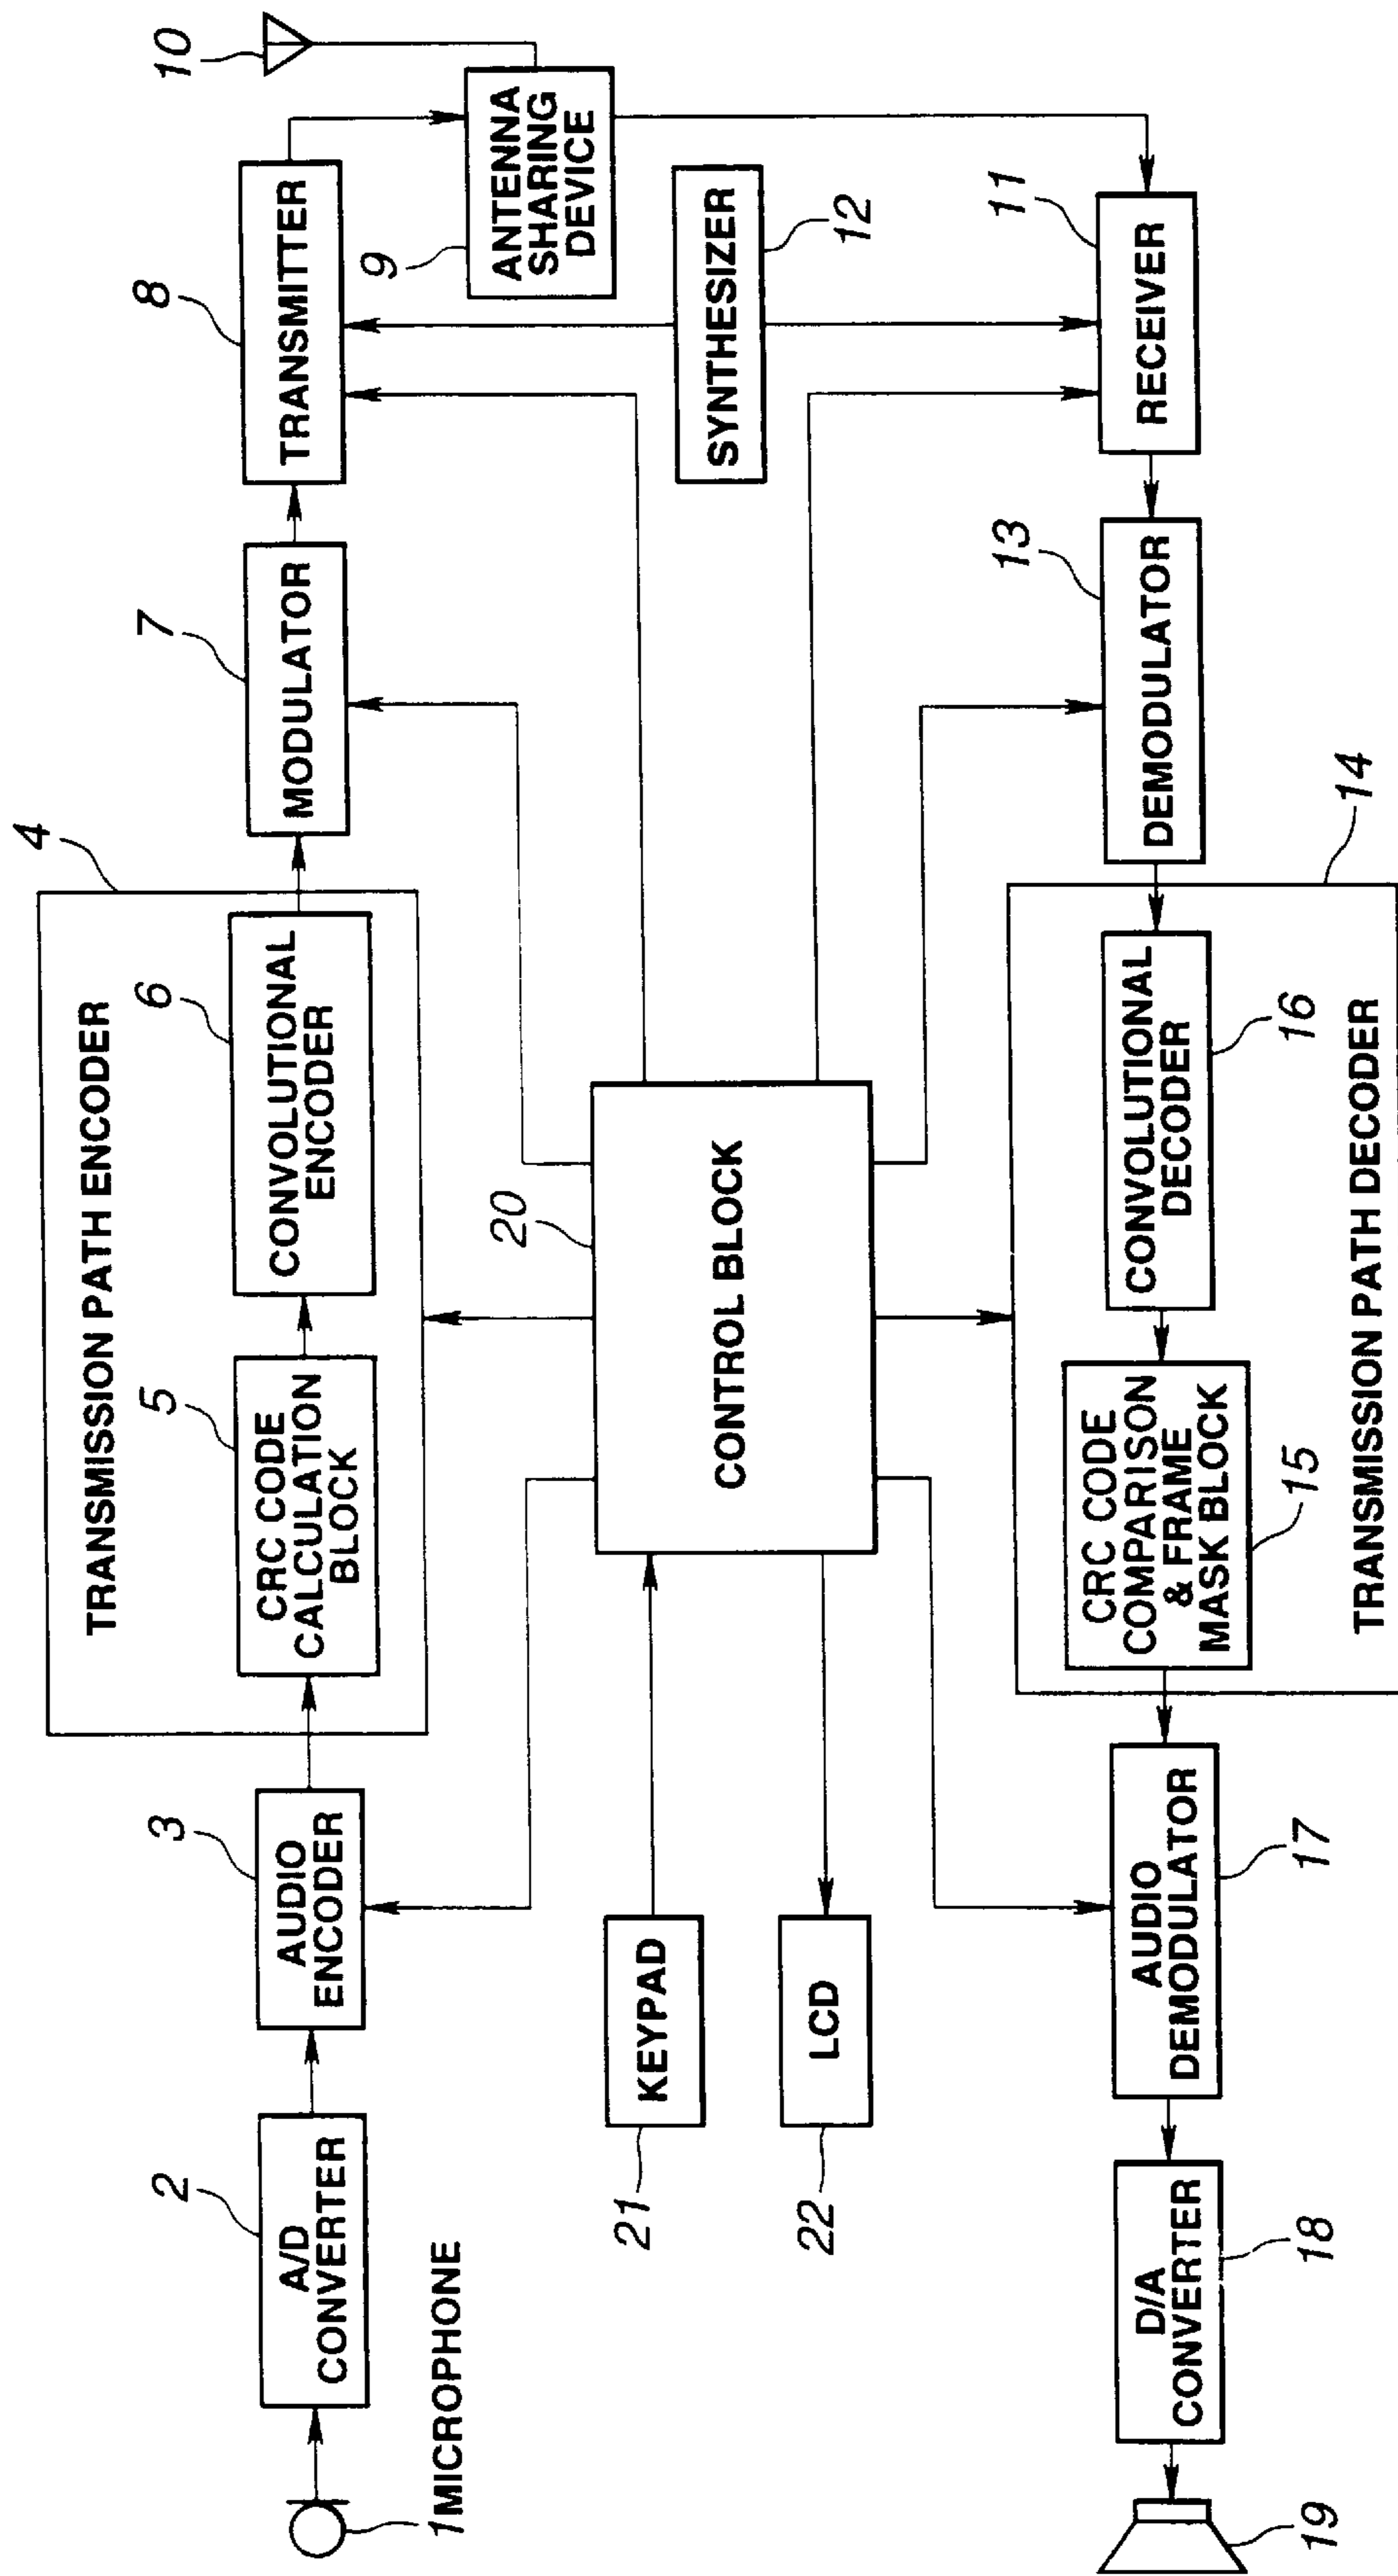 10
8
TRANSMITTER
9
ANTENNA
SHARING
DEVICE
SYNTHESIZER
12
11
RECEIVER
7
MODULATOR
13
DEMODULATOR
4
TRANSMISSION PATH ENCODER
6
CONVOLUTIONAL
ENCODER
5
CRC CODE
CALCULATION
BLOCK
20
CONTROL BLOCK
14
CONVOLUTIONAL
DECODER
16
CRC CODE
COMPARISON
& FRAME
MASK BLOCK
15
TRANSMISSION PATH DECODER
3
AUDIO
ENCODER
2
A/D
CONVERTER
1 MICROPHONE
KEYPAD
21
LCD
22
AUDIO
DEMODULATOR
17
D/A
CONVERTER
18
19